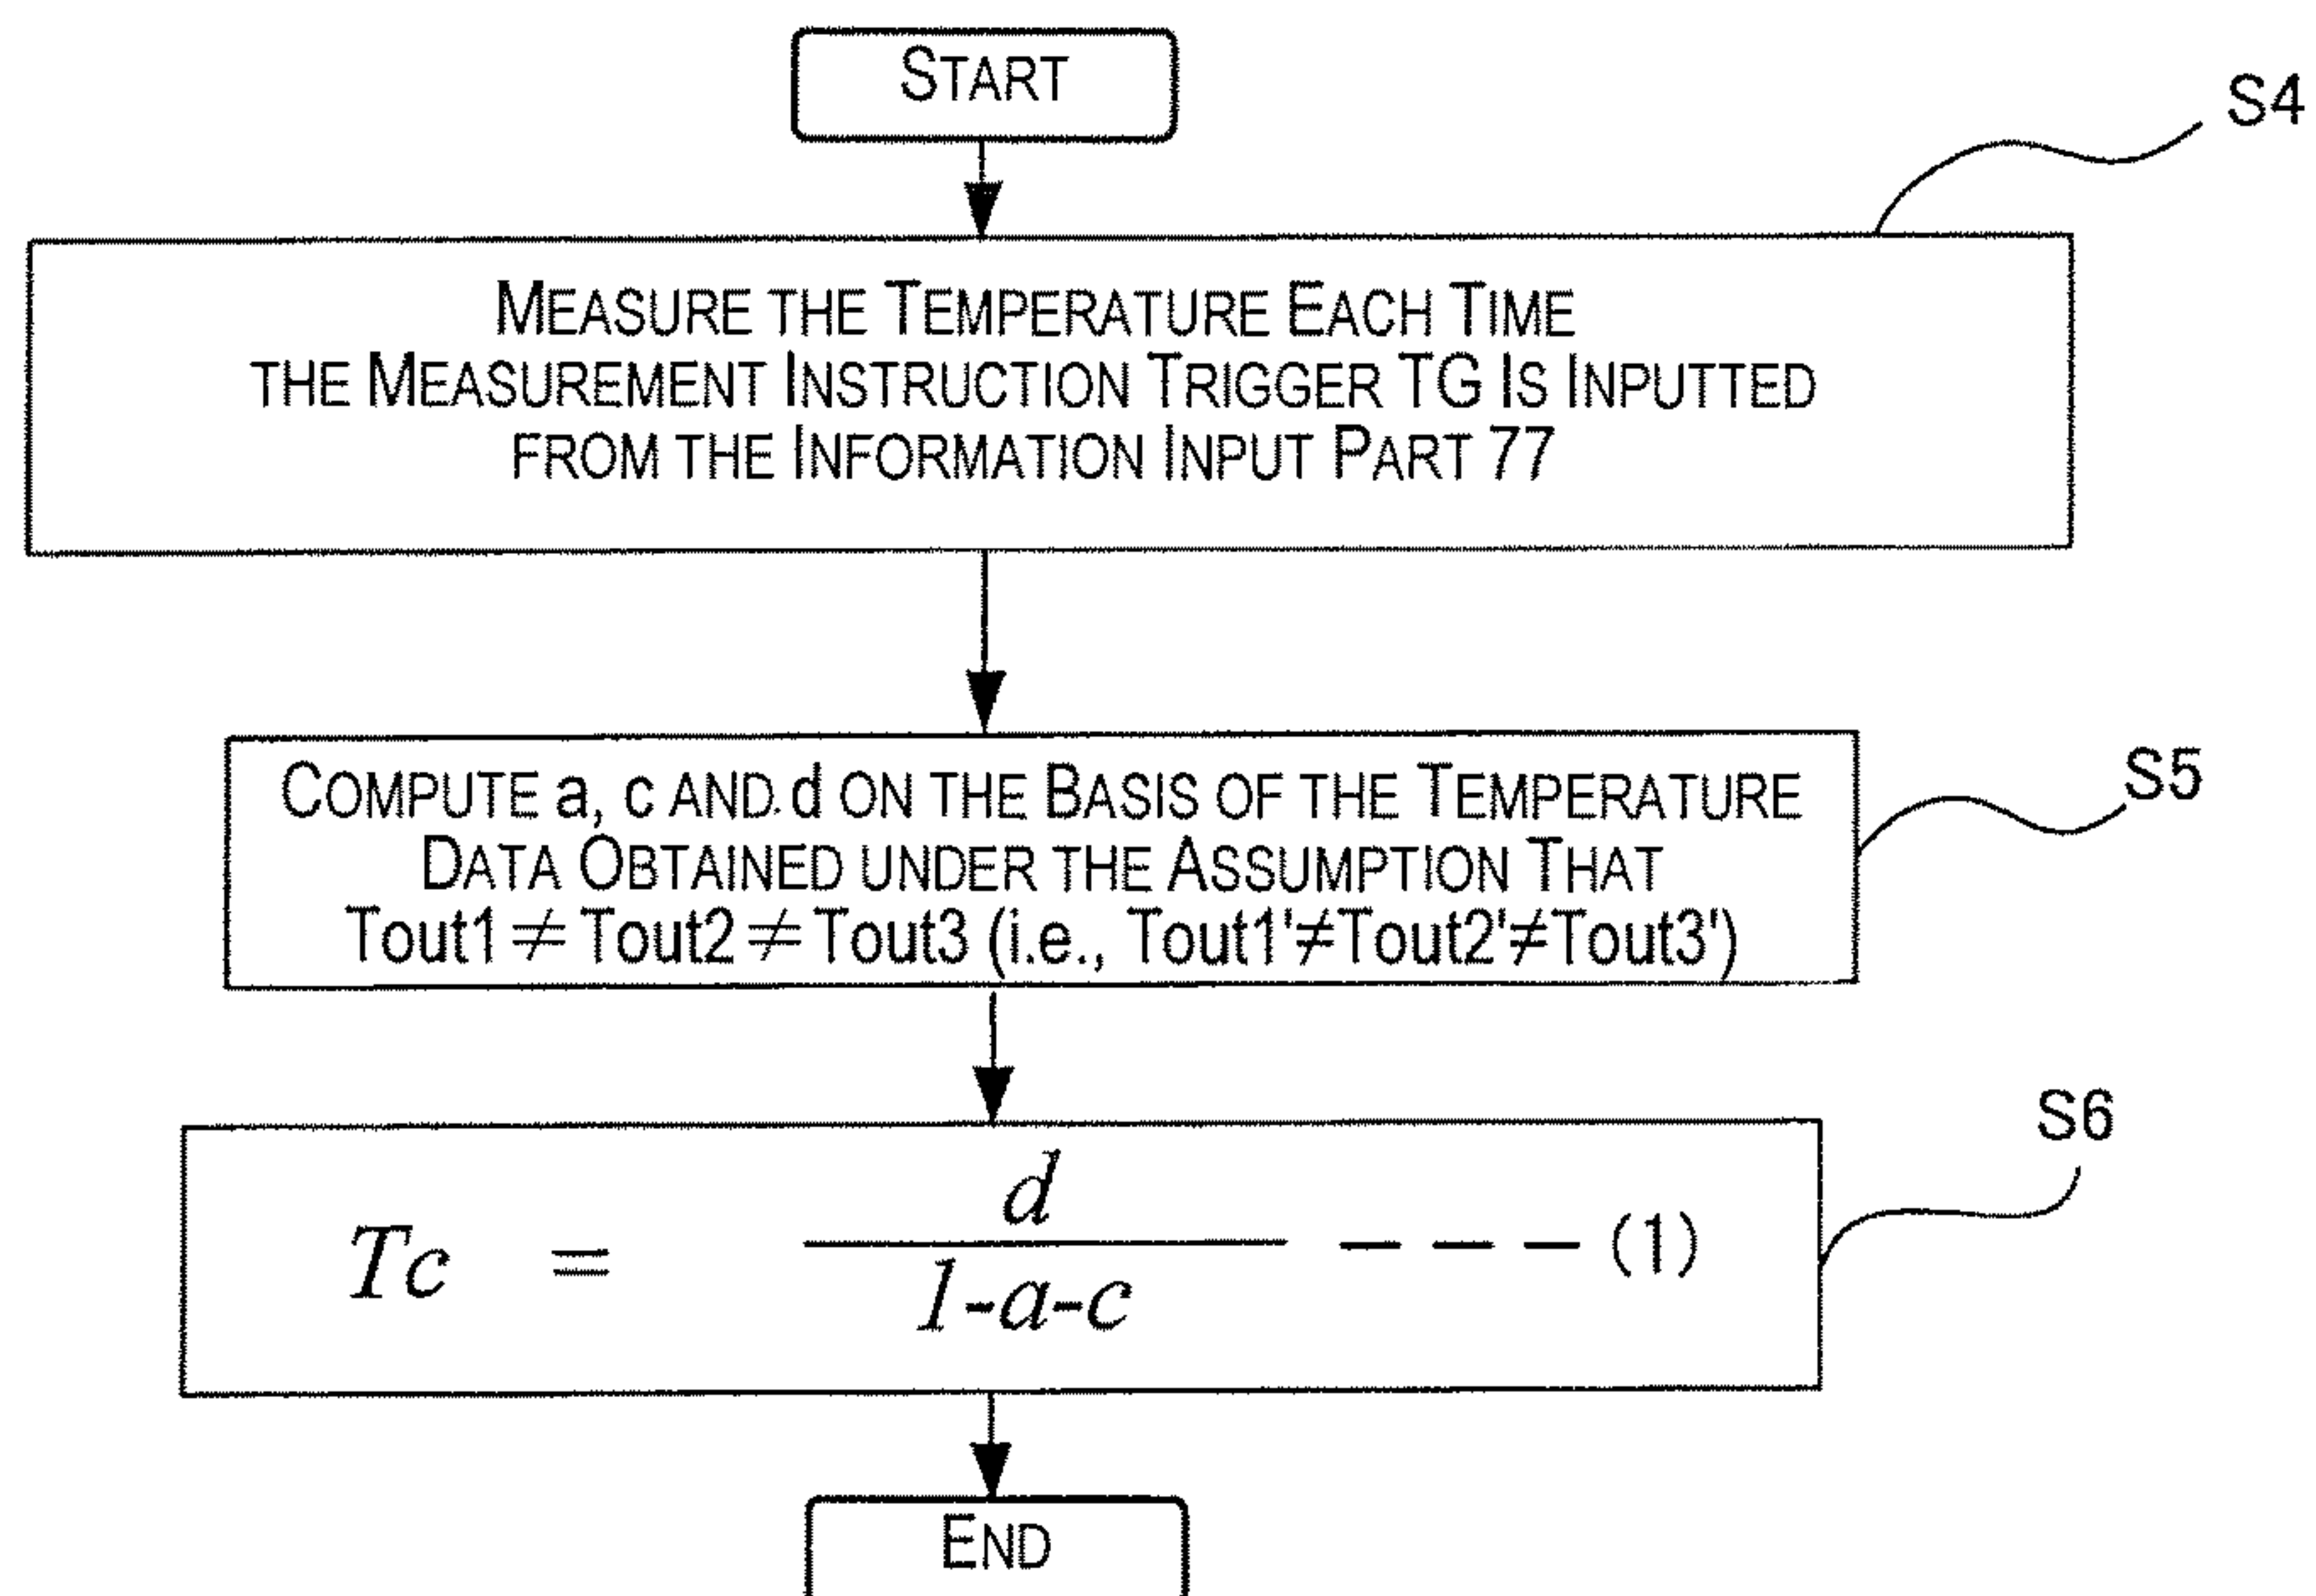 START
S4
MEASURE THE TEMPERATURE EACH TIME
THE MEASUREMENT INSTRUCTION TRIGGER TG IS INPUTTED
FROM THE INFORMATION INPUT PART 77
S5
COMPUTE a, c AND d ON THE BASIS OF THE TEMPERATURE
DATA OBTAINED UNDER THE ASSUMPTION THAT
Tout1 ≠ Tout2 ≠ Tout3 (i.e., Tout1'≠Tout2'≠Tout3')
S6
Tc = d / 1-a-c --- (1)
END